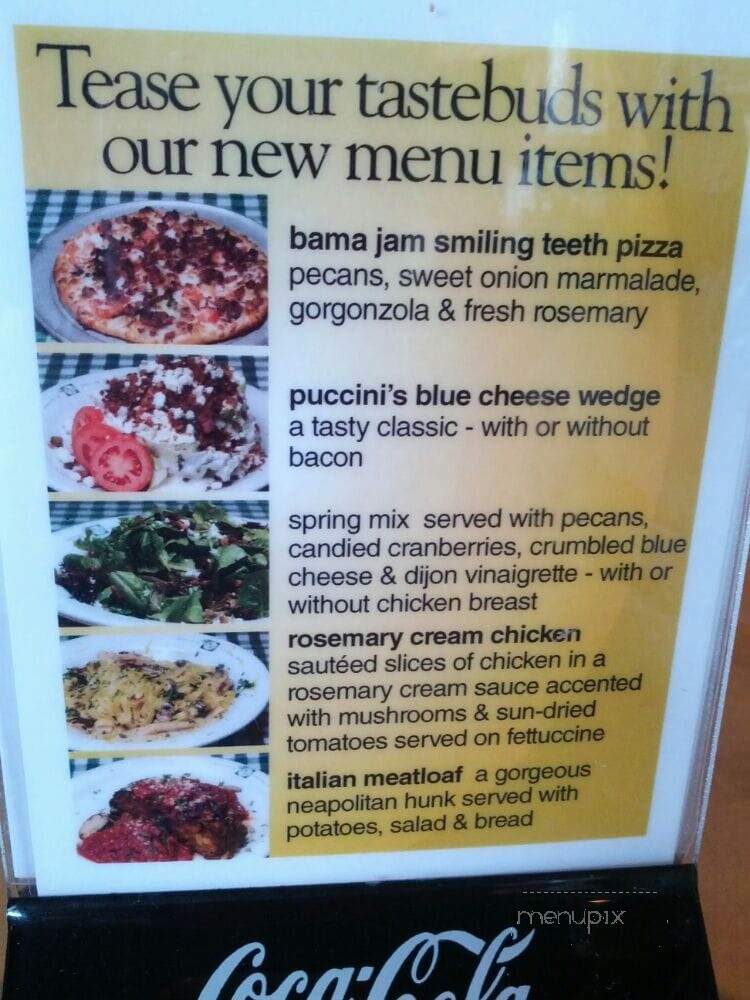 Tease your tastebuds with
our new menu items!
bama jam smiling teeth pizza
pecans, sweet onion marmalade,
gorgonzola & fresh rosemary
puccini's blue cheese wedge
a tasty classic - with or without
bacon
spring mix served with pecans,
candied cranberries, crumbled blue
cheese & dijon vinaigrette - with or
without chicken breast
rosemary cream chicken
sautéed slices of chicken in a
rosemary cream sauce accented
with mushrooms & sun-dried
tomatoes served on fettuccine
italian meatloaf a gorgeous
neapolitan hunk served with
potatoes, salad & bread
menupix
Coca-Cola